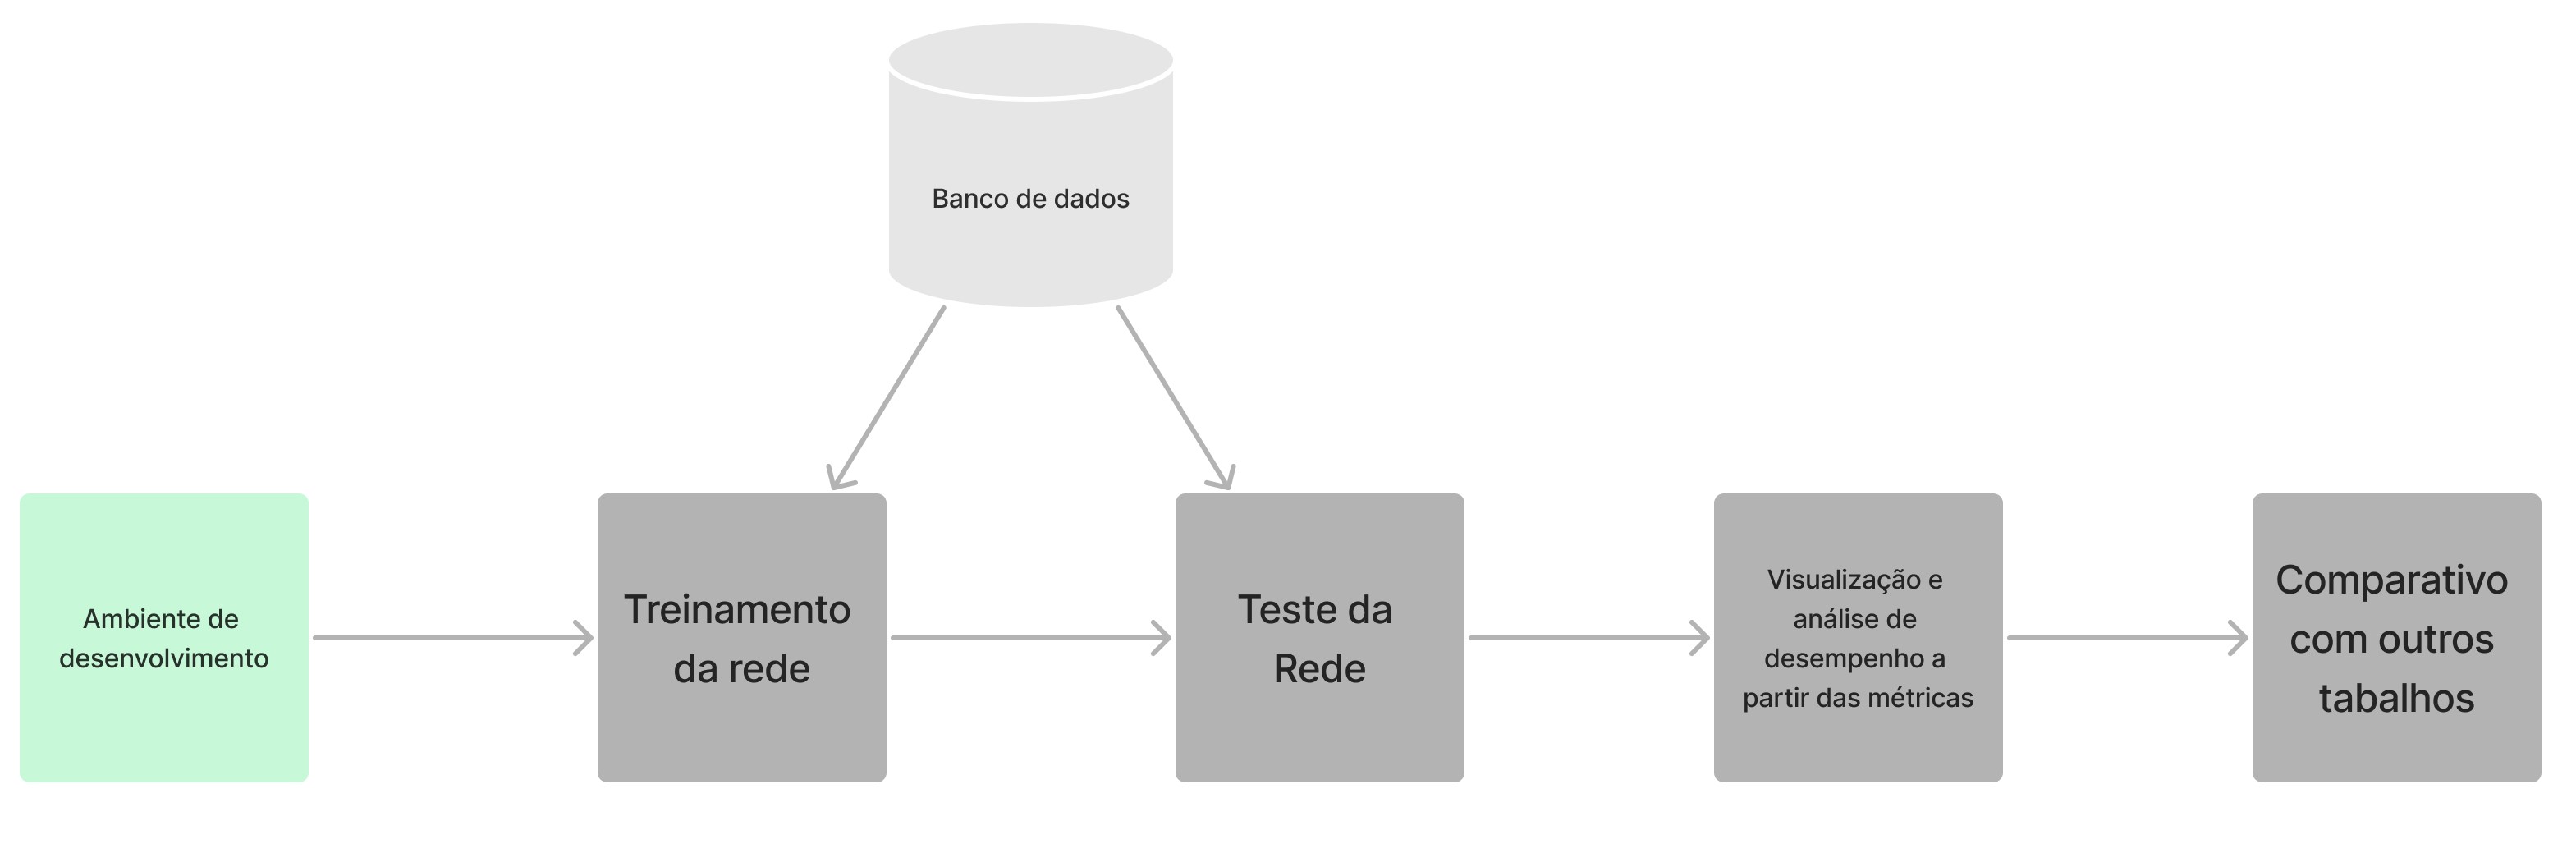 Banco de dados
Ambiente de
desenvolvimento
Treinamento
da rede
Teste da
Rede
Visualização e
análise de
desempenho a
partir das métricas
Comparativo
com outros
tabalhos